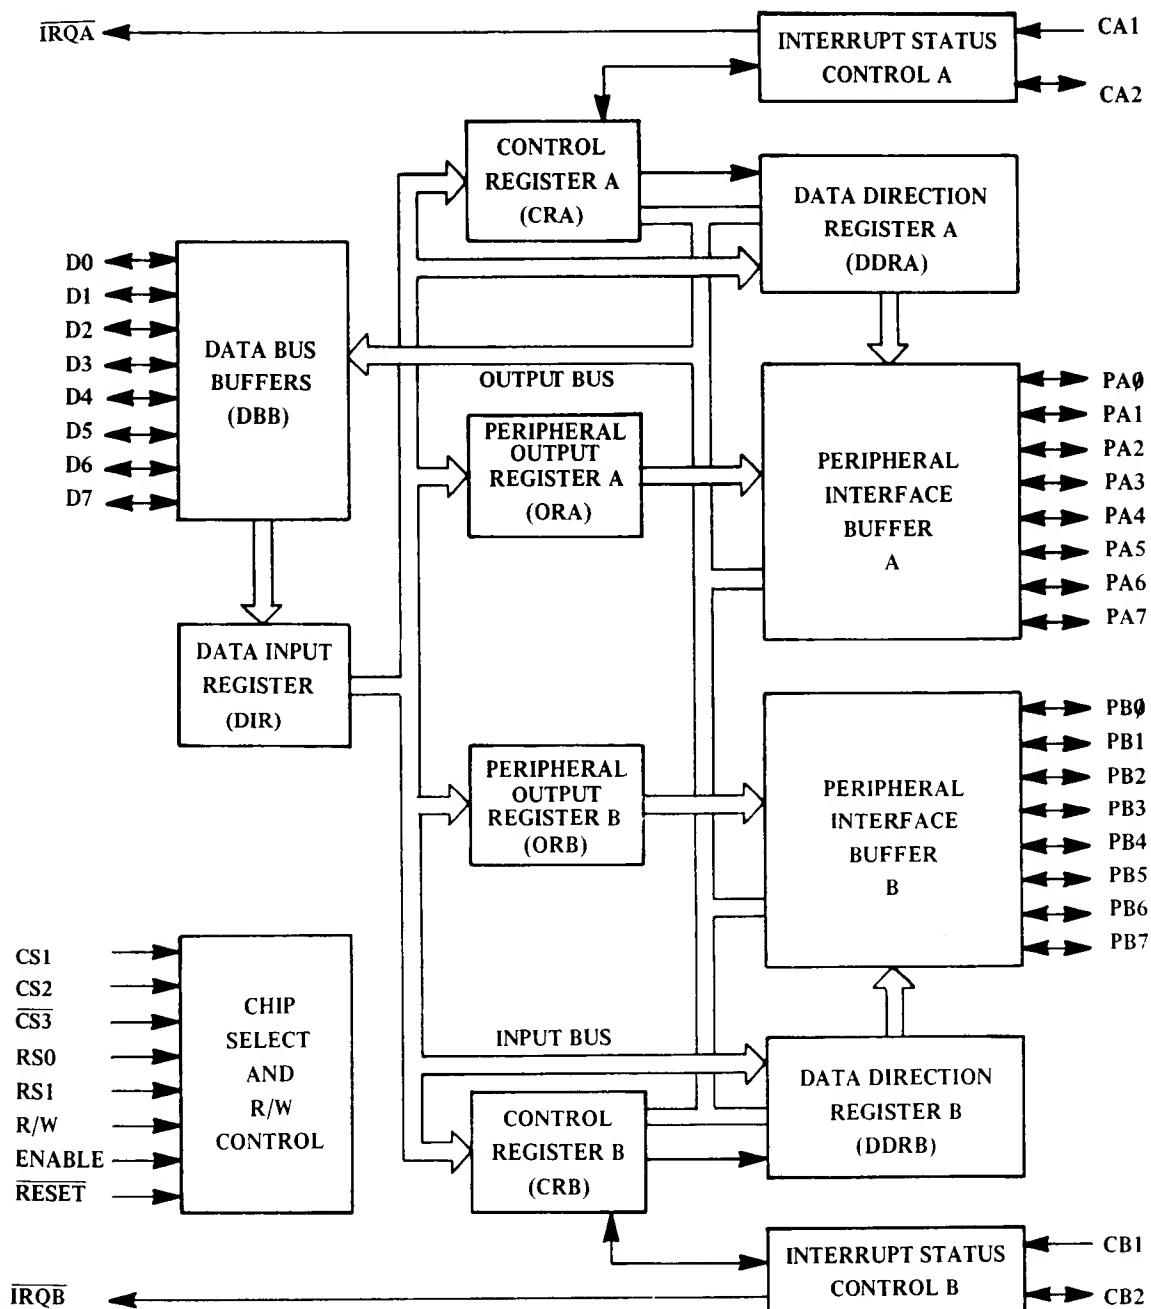 IRQA
INTERRUPT STATUS
CONTROL A
CA1
CA2
CONTROL
REGISTER A
(CRA)
DATA DIRECTION
REGISTER A
(DDRA)
D0
D1
D2
D3
D4
D5
D6
D7
DATA BUS
BUFFERS
(DBB)
OUTPUT BUS
PERIPHERAL
OUTPUT
REGISTER A
(ORA)
PERIPHERAL
INTERFACE
BUFFER
A
PA0
PA1
PA2
PA3
PA4
PA5
PA6
PA7
DATA INPUT
REGISTER
(DIR)
PERIPHERAL
OUTPUT
REGISTER B
(ORB)
PERIPHERAL
INTERFACE
BUFFER
B
PB0
PB1
PB2
PB3
PB4
PB5
PB6
PB7
CS1
CS2
CS3
RS0
RS1
R/W
ENABLE
RESET
CHIP
SELECT
AND
R/W
CONTROL
INPUT BUS
CONTROL
REGISTER B
(CRB)
DATA DIRECTION
REGISTER B
(DDRB)
INTERRUPT STATUS
CONTROL B
CB1
CB2
IRQB